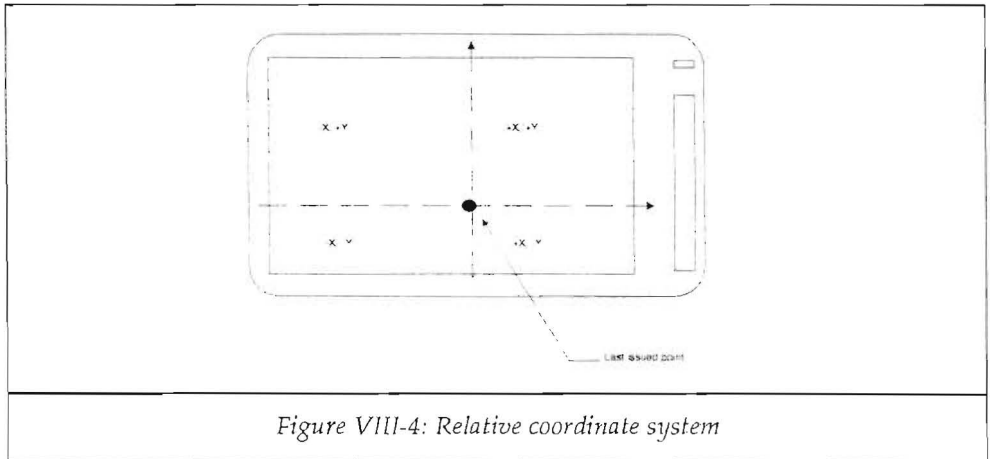 X +Y
+X +Y
X Y
+X Y
Last issued point
Figure VIII-4: Relative coordinate system